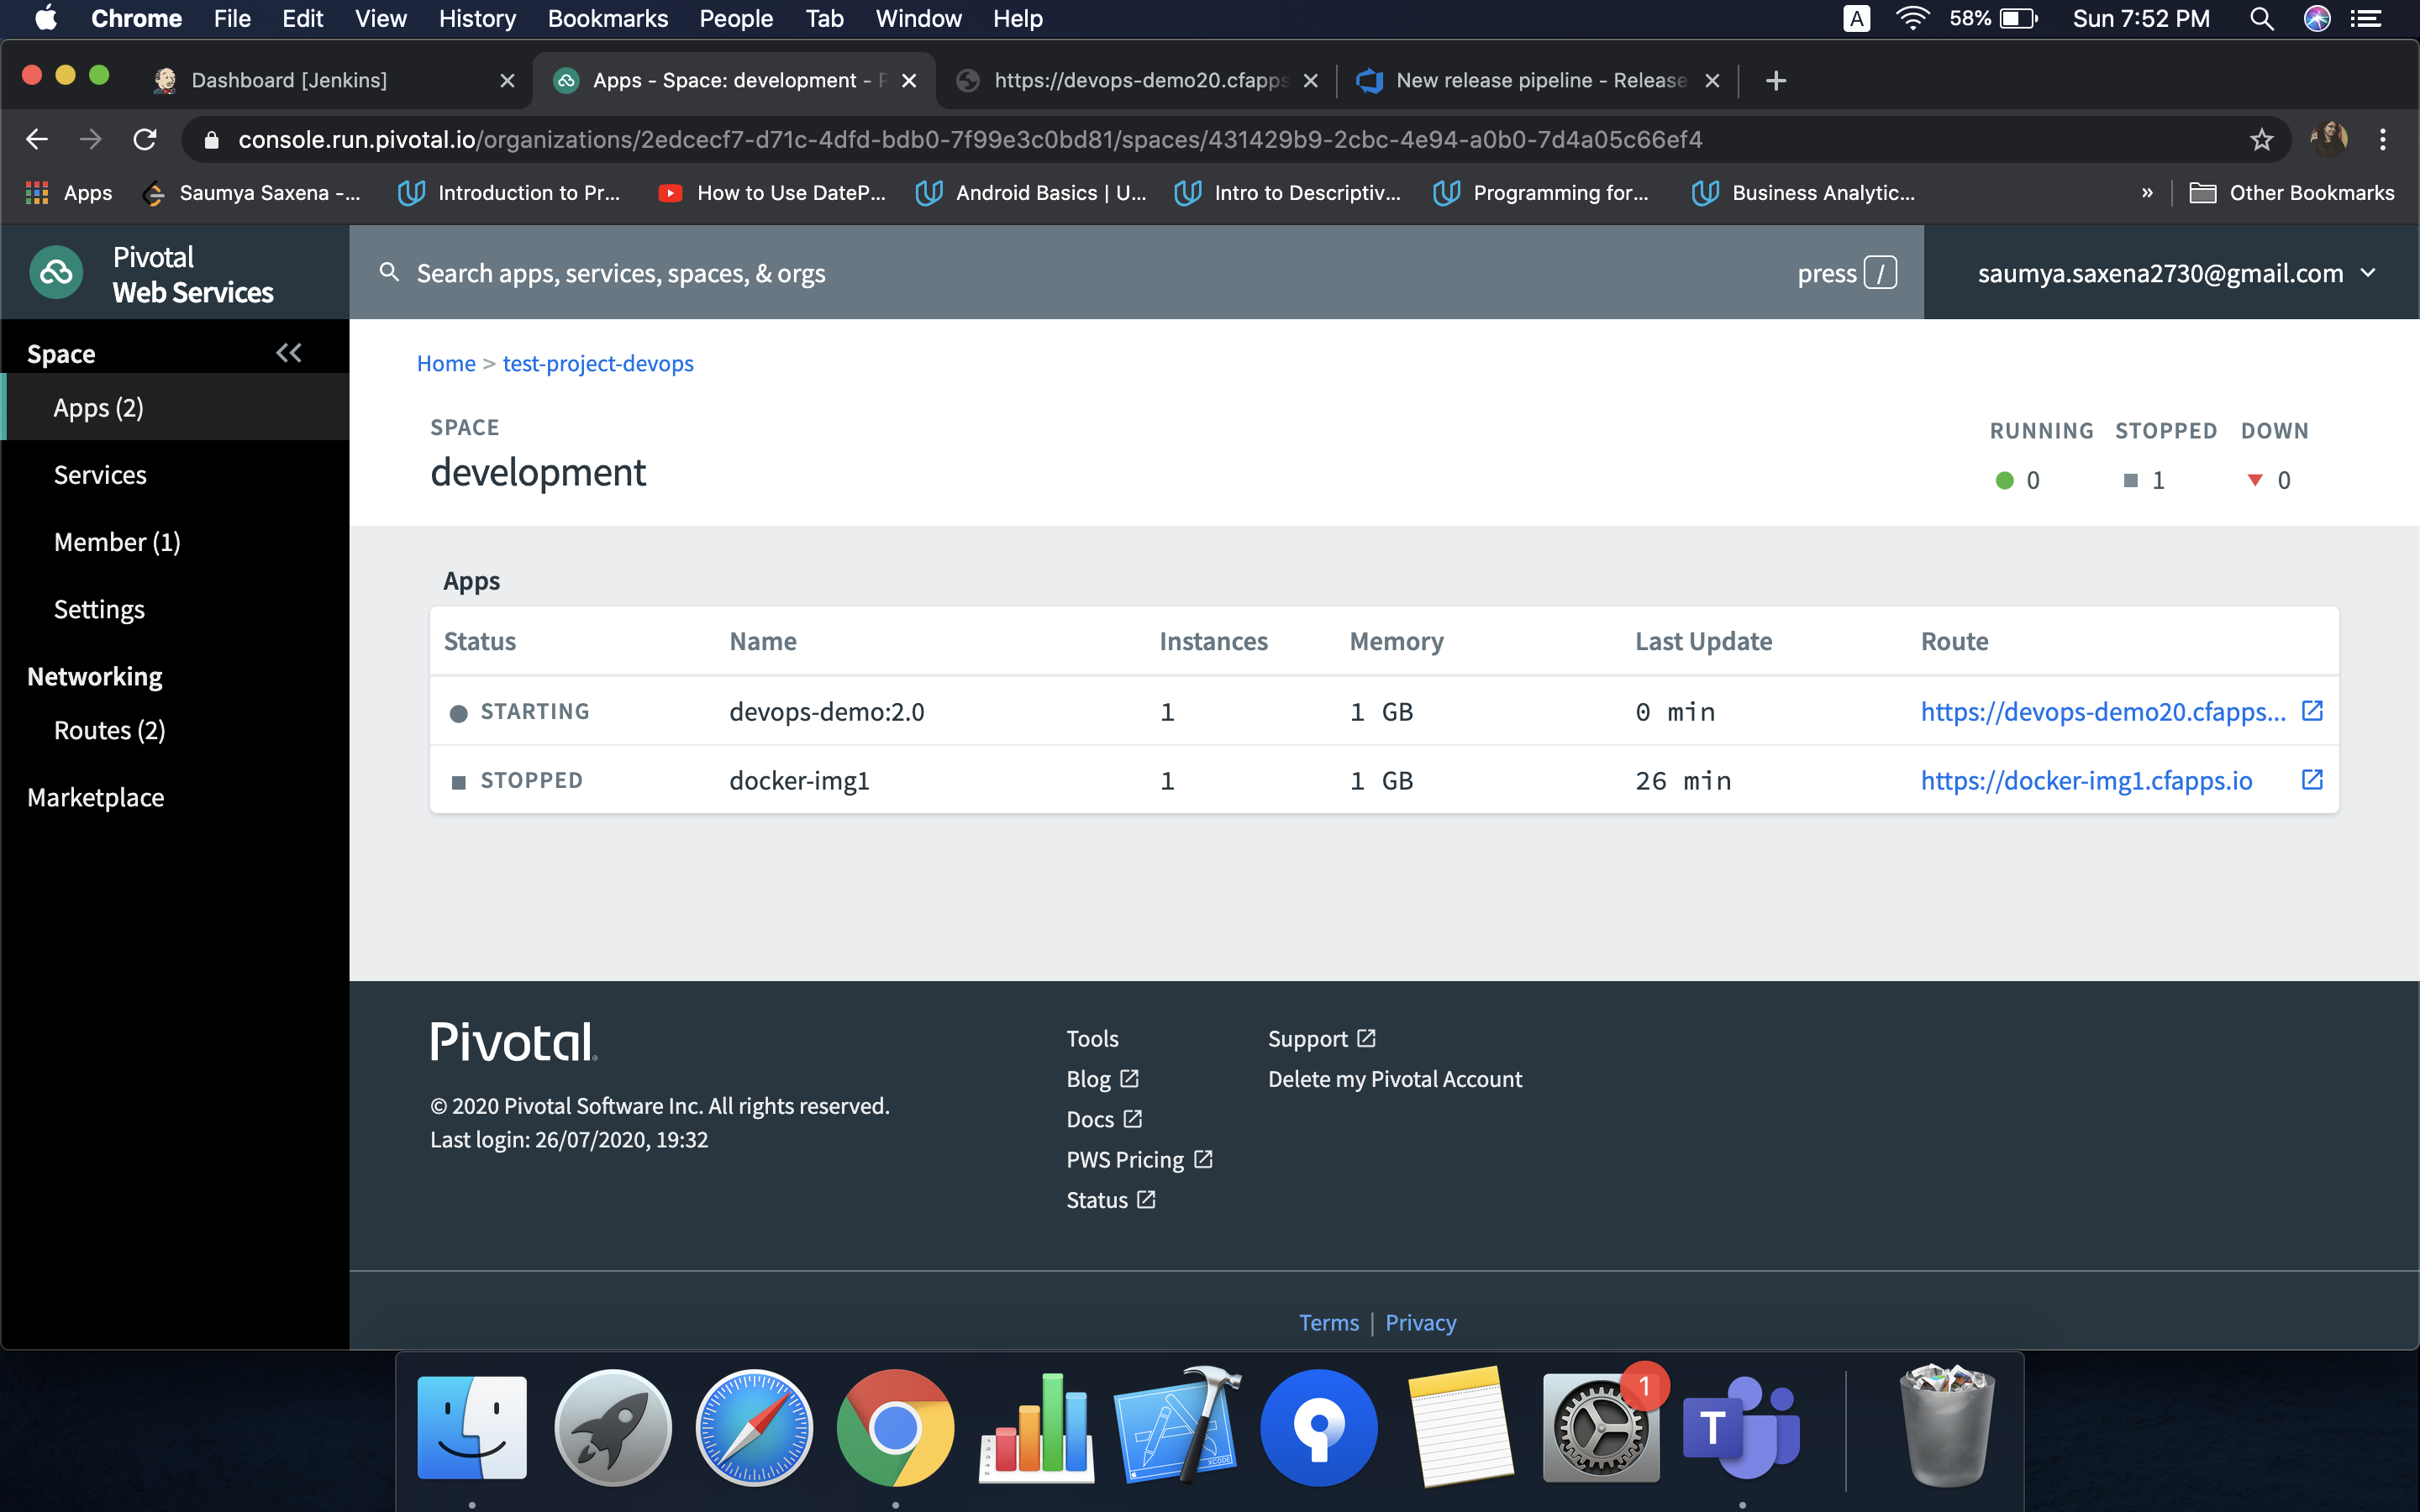 Chrome File Edit View History Bookmarks People Tab Window Help A 58% Sun 7:52 PM
Dashboard [Jenkins] Apps - Space: development - P https://devops-demo20.cfapps New release pipeline - Release
console.run.pivotal.io/organizations/2edcecf7-d71c-4dfd-bdb0-7f99e3c0bd81/spaces/431429b9-2cbc-4e94-a0b0-7d4a05c66ef4
Apps Saumya Saxena -... Introduction to Pr... How to Use DateP... Android Basics | U... Intro to Descriptiv... Programming for... Business Analytic... » Other Bookmarks
Pivotal
Web Services
Search apps, services, spaces, & orgs press / saumya.saxena2730@gmail.com
Space
Apps (2)
Services
Member (1)
Settings
Networking
Routes (2)
Marketplace
Home > test-project-devops
SPACE
development
RUNNING STOPPED DOWN
0 1 0
Apps
Status Name Instances Memory Last Update Route
STARTING devops-demo:2.0 1 1 GB 0 min https://devops-demo20.cfapps...
STOPPED docker-img1 1 1 GB 26 min https://docker-img1.cfapps.io
Pivotal
© 2020 Pivotal Software Inc. All rights reserved.
Last login: 26/07/2020, 19:32
Tools
Blog
Docs
PWS Pricing
Status
Support
Delete my Pivotal Account
Terms | Privacy
XCODE
1
T